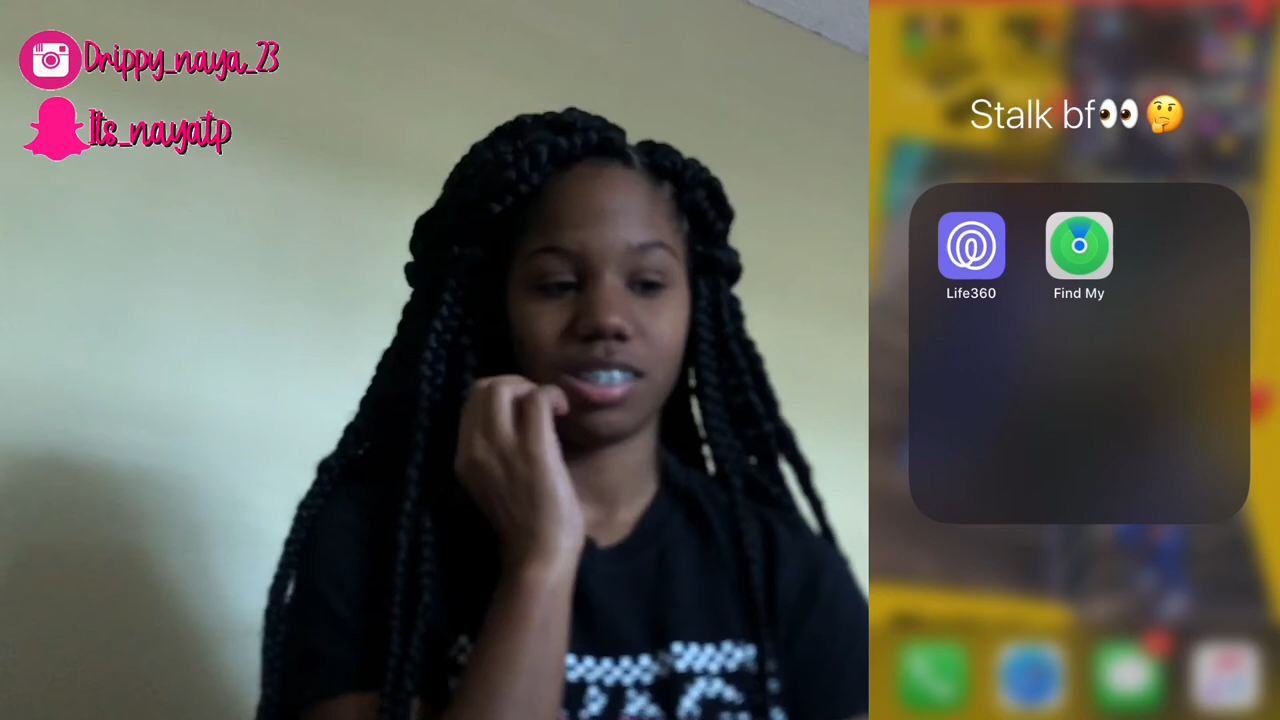 Drippy_naya_23
Its_nayatp
Stalk bf👀🤔
Life360
Find My